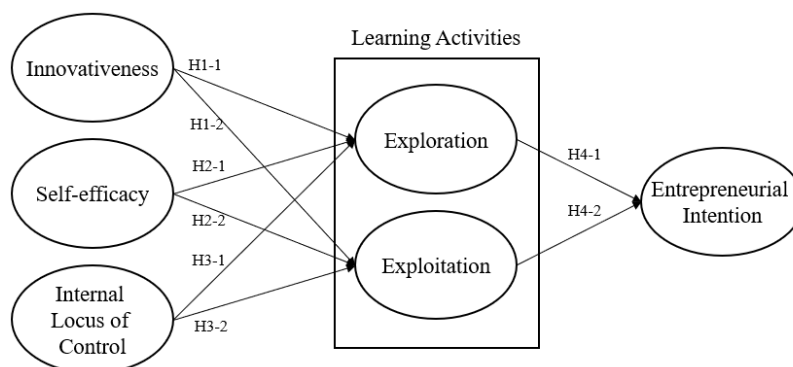 Learning Activities
Innovativeness
H1-1
H1-2
Exploration
H2-1
H4-1
Self-efficacy
Entrepreneurial
Intention
H2-2
H4-2
H3-1
Exploitation
Internal
Locus of
Control
H3-2